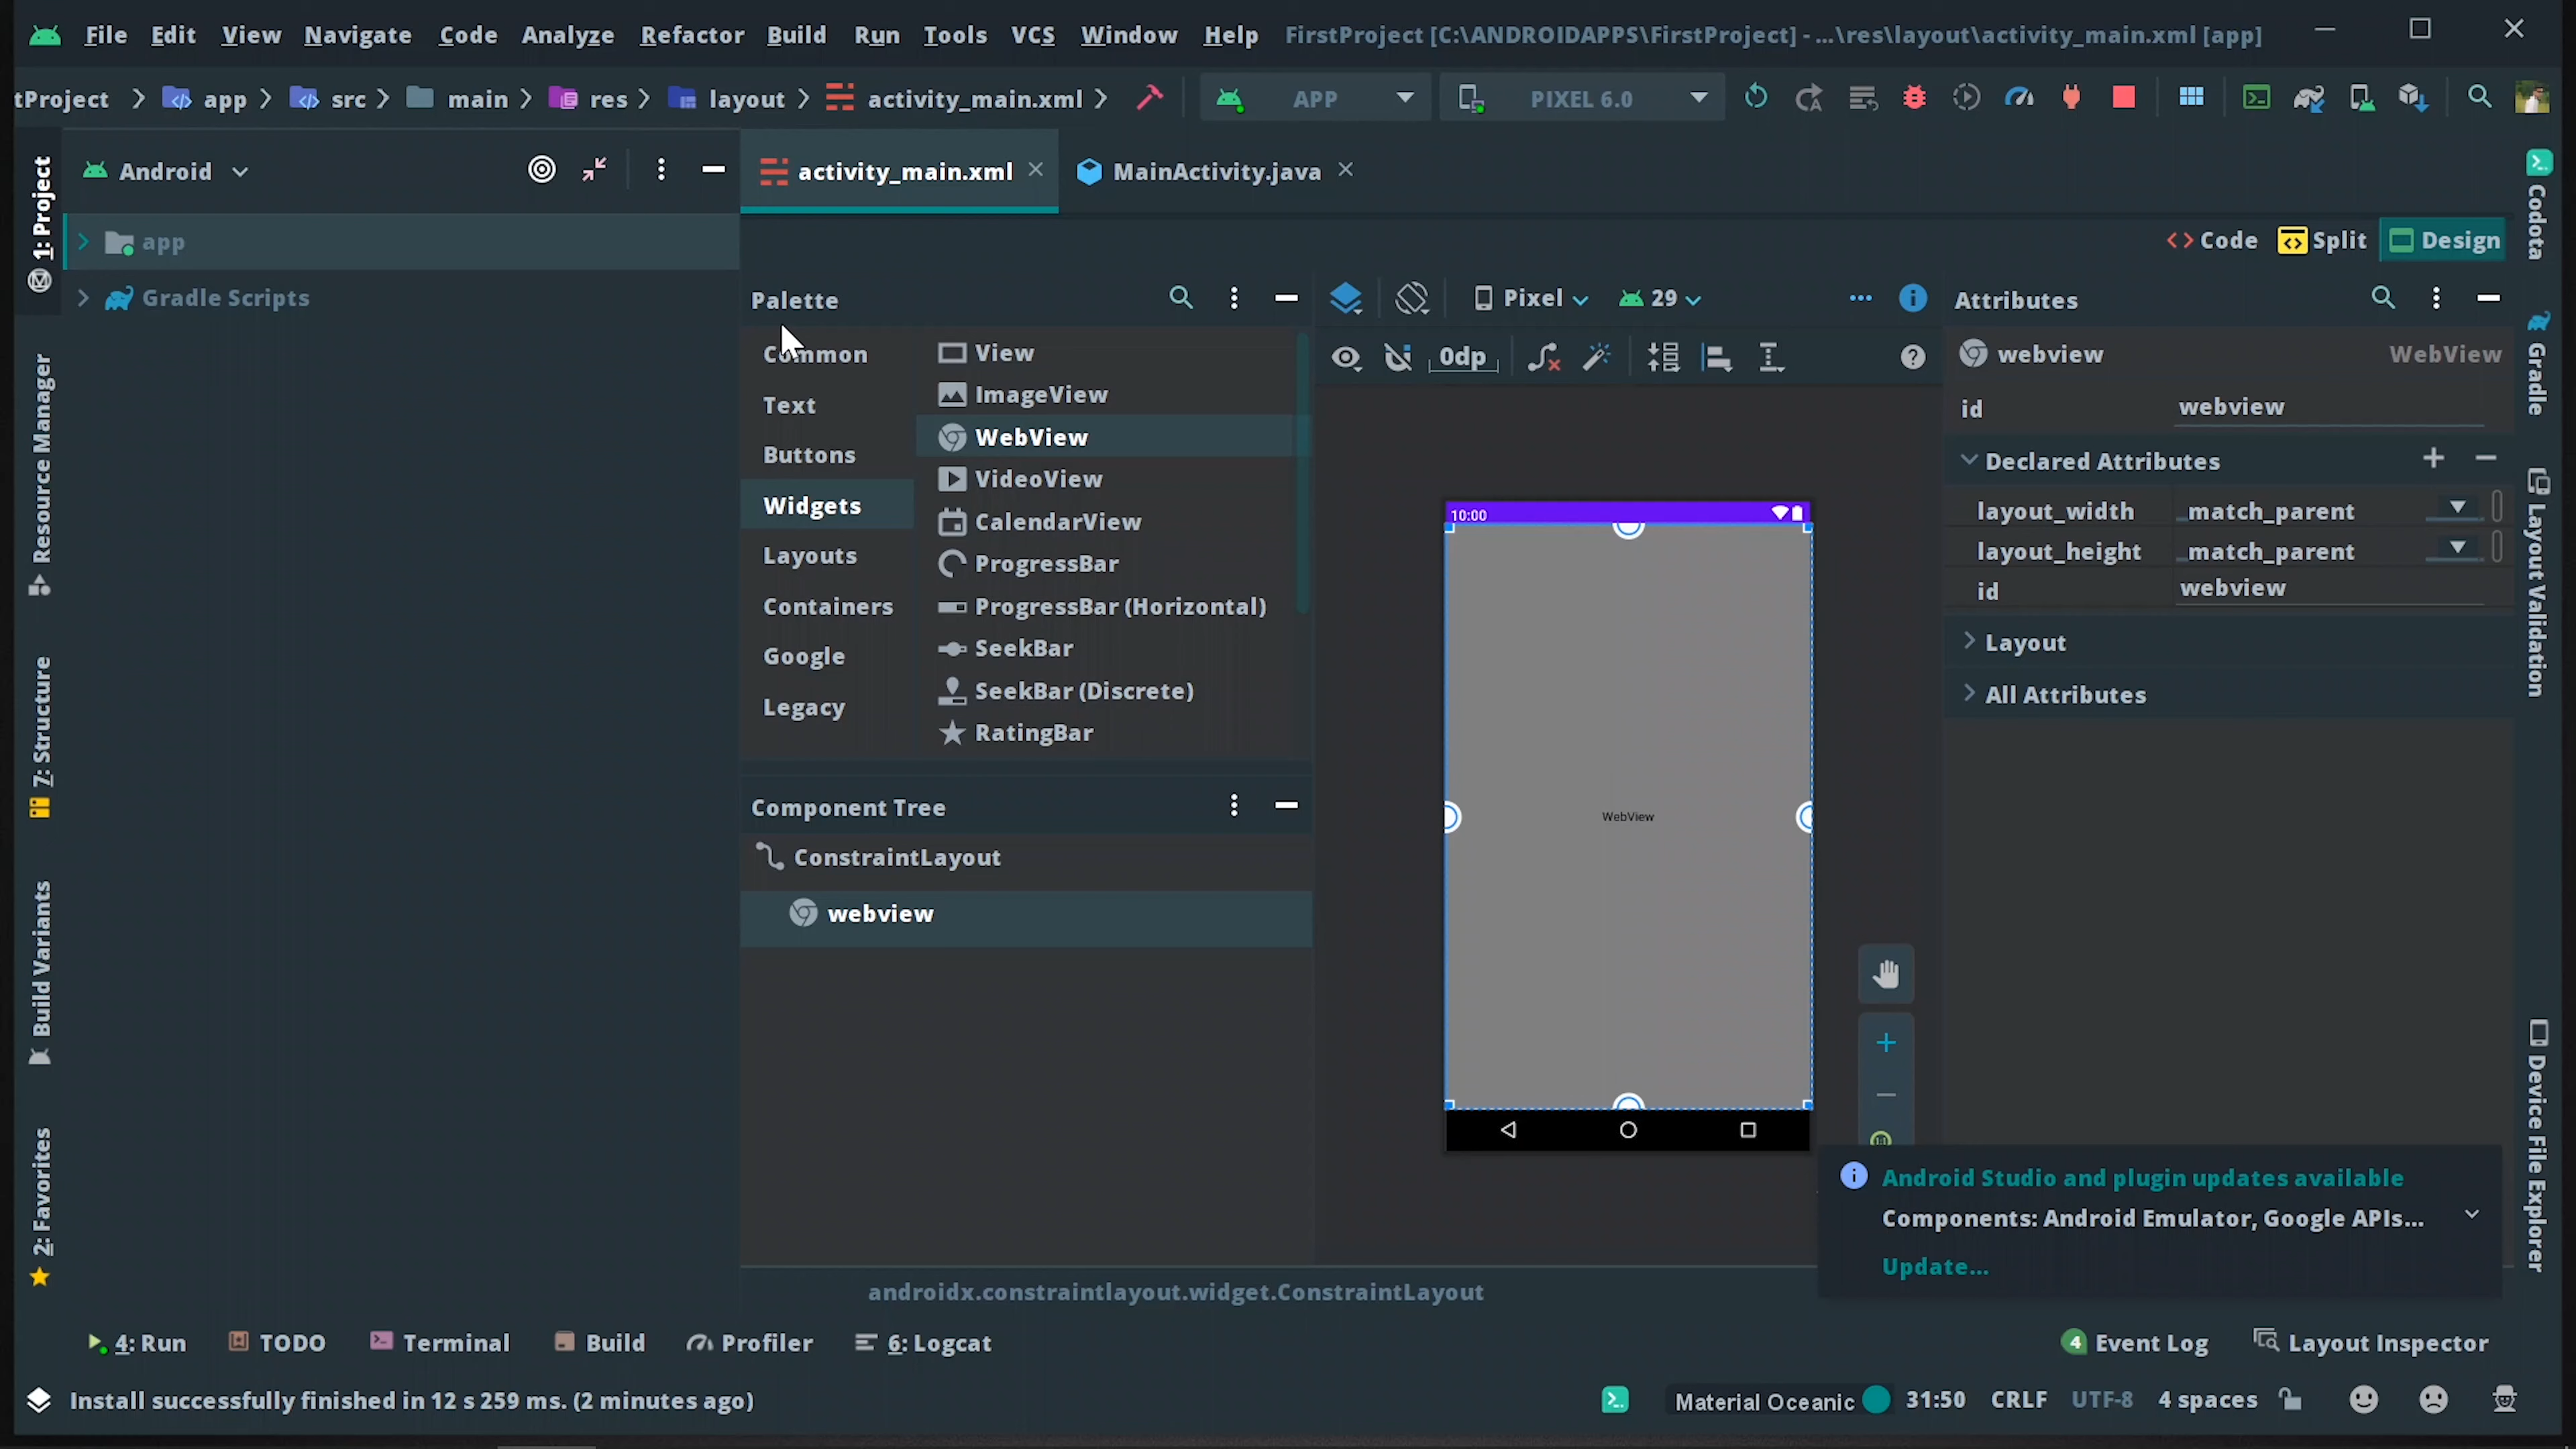 File Edit View Navigate Code Analyze Refactor Build Run Tools VCS Window Help FirstProject [C:\ANDROIDAPPS\FirstProject] - ...\res\layout\activity_main.xml [app]
tProject app src main res layout activity_main.xml APP PIXEL 6.0
Android
activity_main.xml
MainActivity.java
app
Gradle Scripts
Code Split Design
1: Project
Resource Manager
7: Structure
Build Variants
2: Favorites
Palette
Common
Text
Buttons
Widgets
Layouts
Containers
Google
Legacy
View
ImageView
WebView
VideoView
CalendarView
ProgressBar
ProgressBar (Horizontal)
SeekBar
SeekBar (Discrete)
RatingBar
Component Tree
ConstraintLayout
webview
Pixel 29
0dp
10:00
WebView
Attributes
webview WebView
id webview
Declared Attributes
layout_width match_parent
layout_height match_parent
id webview
Layout
All Attributes
Codota
Gradle
Layout Validation
Device File Explorer
Android Studio and plugin updates available
Components: Android Emulator, Google APIs...
Update...
androidx.constraintlayout.widget.ConstraintLayout
4: Run TODO Terminal Build Profiler 6: Logcat 4 Event Log Layout Inspector
Install successfully finished in 12 s 259 ms. (2 minutes ago) Material Oceanic 31:50 CRLF UTF-8 4 spaces